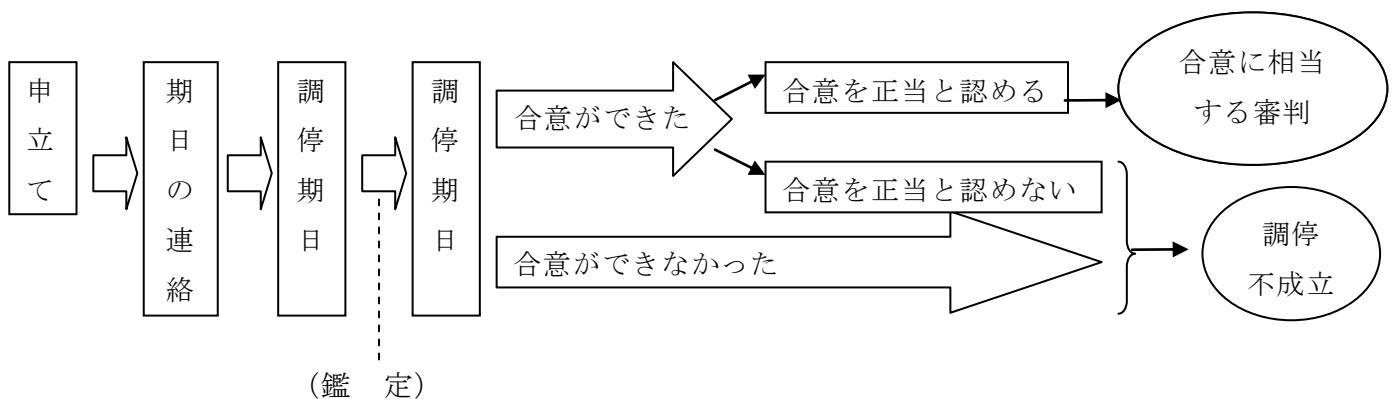 申立て
期日の連絡
調停期日
調停期日
合意ができた
合意を正当と認める
合意に相当
する審判
合意を正当と認めない
合意ができなかった
調停
不成立
（鑑　定）